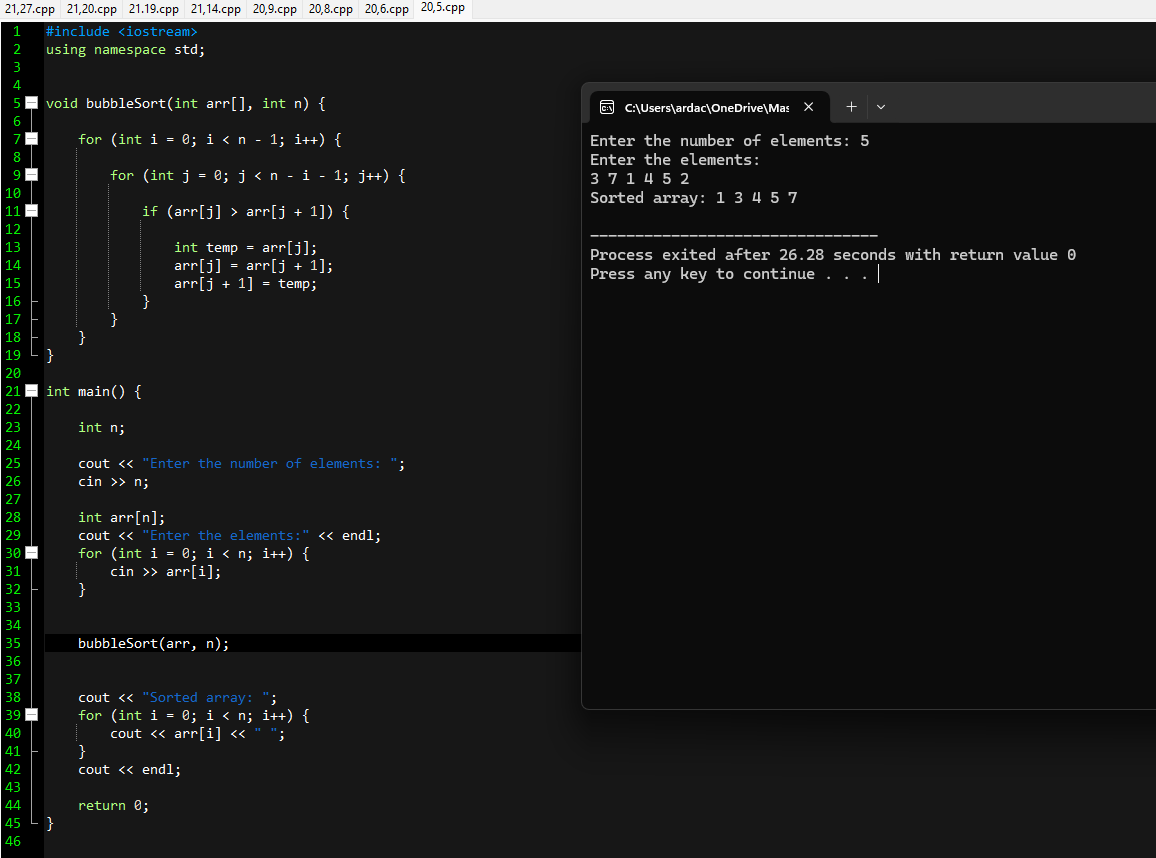 21,27.cpp 21,20.cpp 21.19.cpp 21,14.cpp 20,9.cpp 20,8.cpp 20,6.cpp 20,5.cpp
1 #include <iostream>
2 using namespace std;
3
4
5 void bubbleSort(int arr[], int n) {
6
7 for (int i = 0; i < n - 1; i++) {
8
9 for (int j = 0; j < n - i - 1; j++) {
10
11 if (arr[j] > arr[j + 1]) {
12
13 int temp = arr[j];
14 arr[j] = arr[j + 1];
15 arr[j + 1] = temp;
16 }
17 }
18 }
19 }
20
21 int main() {
22
23 int n;
24
25 cout << "Enter the number of elements: ";
26 cin >> n;
27
28 int arr[n];
29 cout << "Enter the elements:" << endl;
30 for (int i = 0; i < n; i++) {
31 cin >> arr[i];
32 }
33
34
35 bubbleSort(arr, n);
36
37
38 cout << "Sorted array: ";
39 for (int i = 0; i < n; i++) {
40 cout << arr[i] << " ";
41 }
42 cout << endl;
43
44 return 0;
45 }
46
C:\Users\ardac\OneDrive\Mas
Enter the number of elements: 5
Enter the elements:
3 7 1 4 5 2
Sorted array: 1 3 4 5 7
--------------------------------
Process exited after 26.28 seconds with return value 0
Press any key to continue . . .